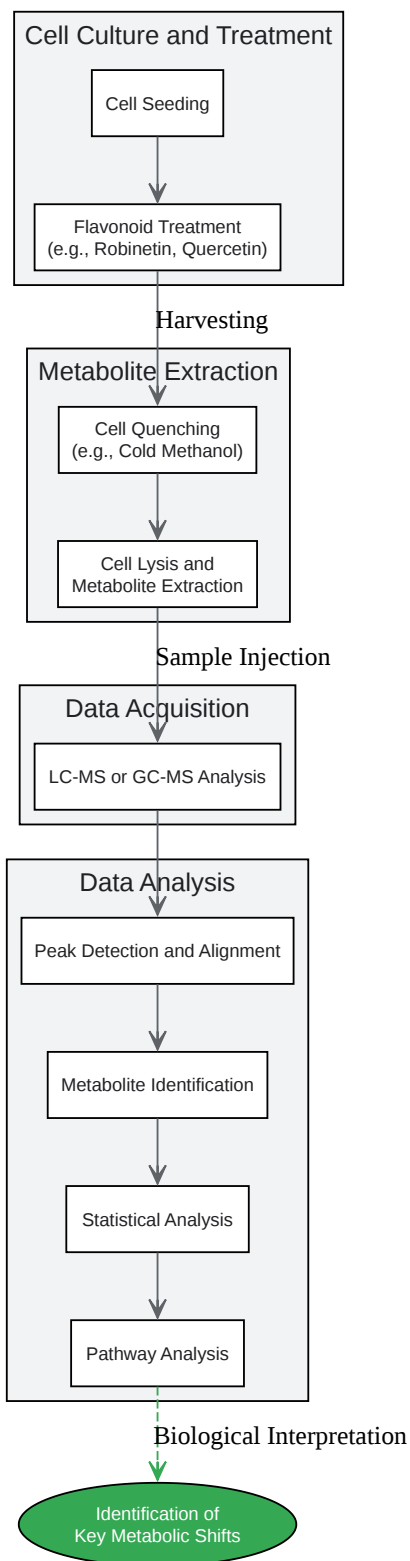 Cell Culture and Treatment
Cell Seeding
Flavonoid Treatment
(e.g., Robinetin, Quercetin)
Harvesting
Metabolite Extraction
Cell Quenching
(e.g., Cold Methanol)
Cell Lysis and
Metabolite Extraction
Sample Injection
Data Acquisition
LC-MS or GC-MS Analysis
Data Analysis
Peak Detection and Alignment
Metabolite Identification
Statistical Analysis
Pathway Analysis
Biological Interpretation
Identification of
Key Metabolic Shifts